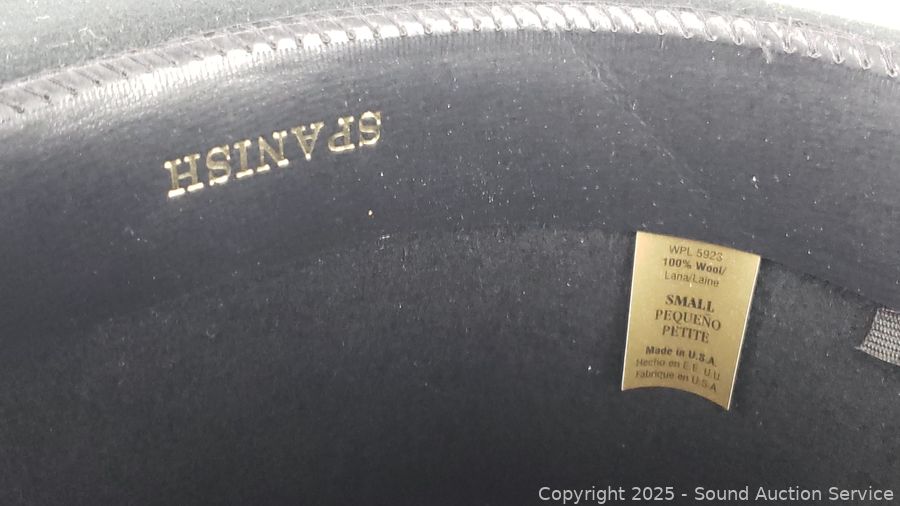 SPANISH
WPL 5923
100% Wool/
Lana/Laine
SMALL
PEQUEÑO
PETITE
Made in U.S.A.
Hecho en E.E. U.U.
Fabrique en U.S.A
Copyright © 2025 - Sound Auction Service